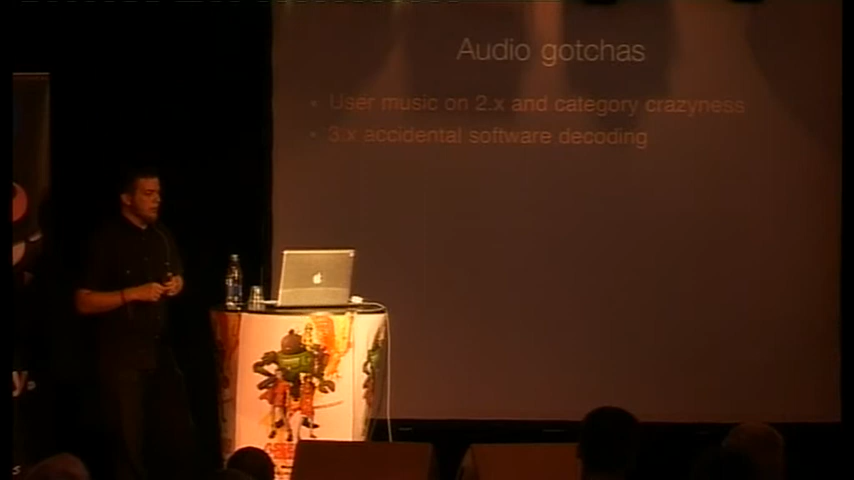 Audio gotchas
User music on 2.x and category crazyness
3.x accidental software decoding